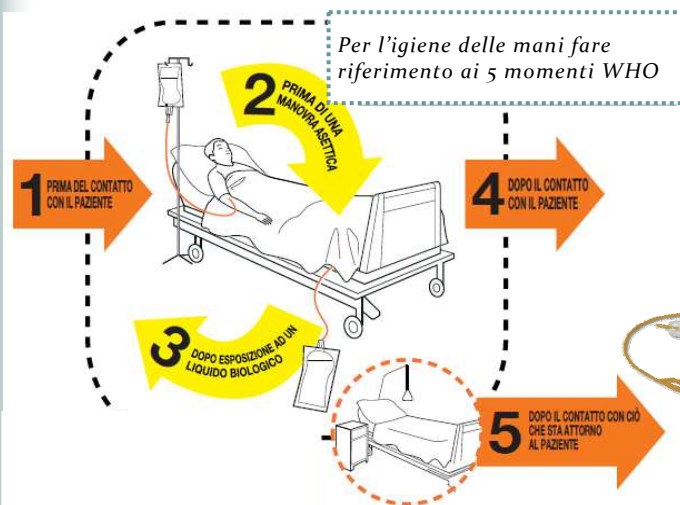 Per l'igiene delle mani fare
riferimento ai 5 momenti WHO
1 PRIMA DEL CONTATTO
CON IL PAZIENTE
2 PRIMA DI UNA
MANOVRA ASETTICA
3 DOPO ESPOSIZIONE AD UN
LIQUIDO BIOLOGICO
4 DOPO IL CONTATTO
CON IL PAZIENTE
5 DOPO IL CONTATTO CON CIÒ
CHE STA ATTORNO
AL PAZIENTE